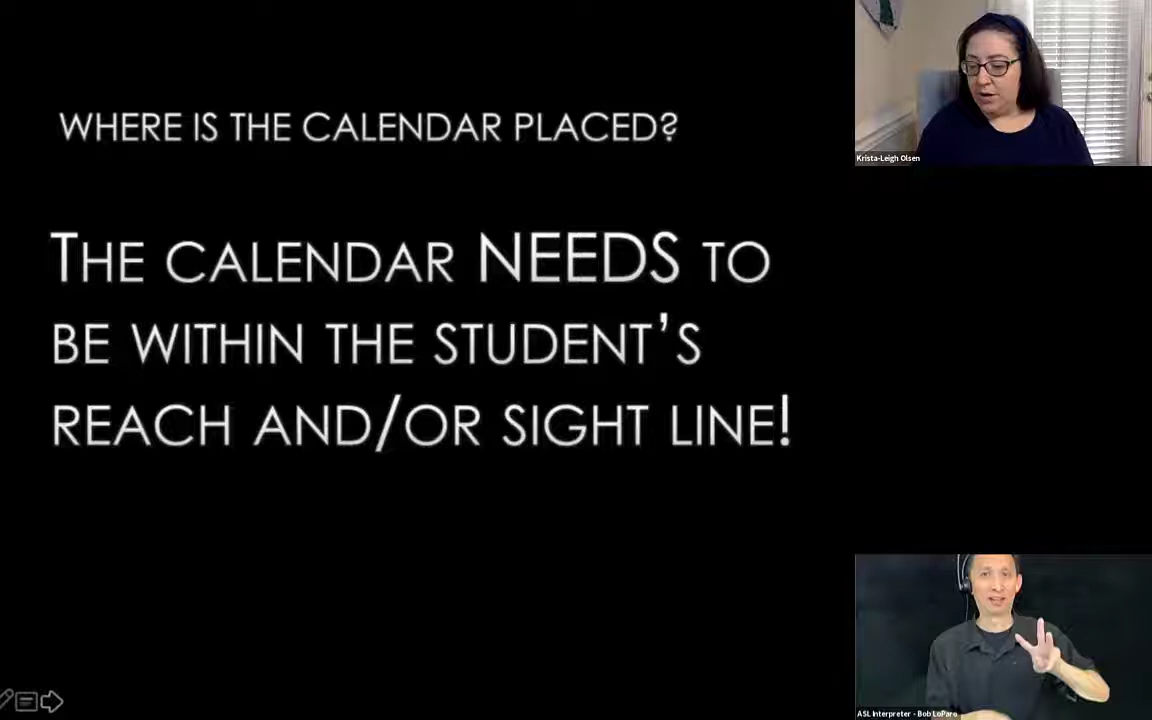 WHERE IS THE CALENDAR PLACED?
THE CALENDAR NEEDS TO
BE WITHIN THE STUDENT'S
REACH AND/OR SIGHT LINE!
Krista-Leigh Olsen
ASL Interpreter - Bob LoParo